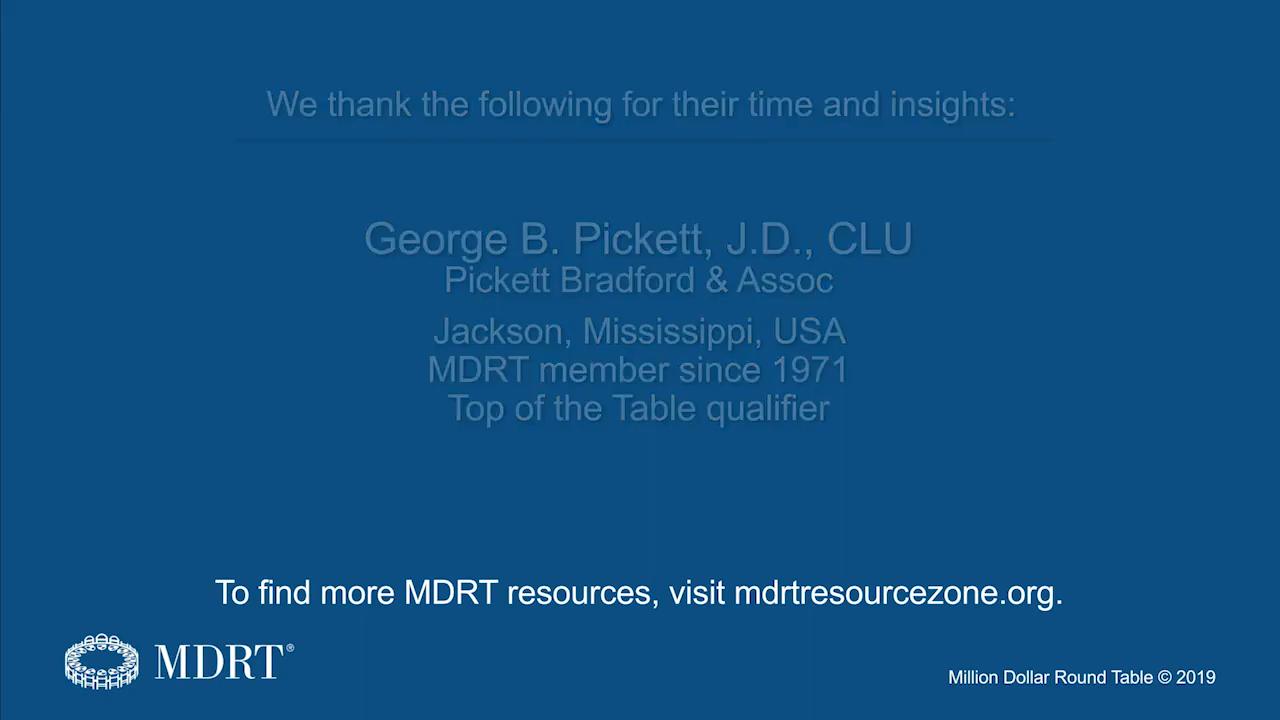 We thank the following for their time and insights:
George B. Pickett, J.D., CLU
Pickett Bradford & Assoc
Jackson, Mississippi, USA
MDRT member since 1971
Top of the Table qualifier
To find more MDRT resources, visit mdrtresourcezone.org.
MDRT®
Million Dollar Round Table © 2019